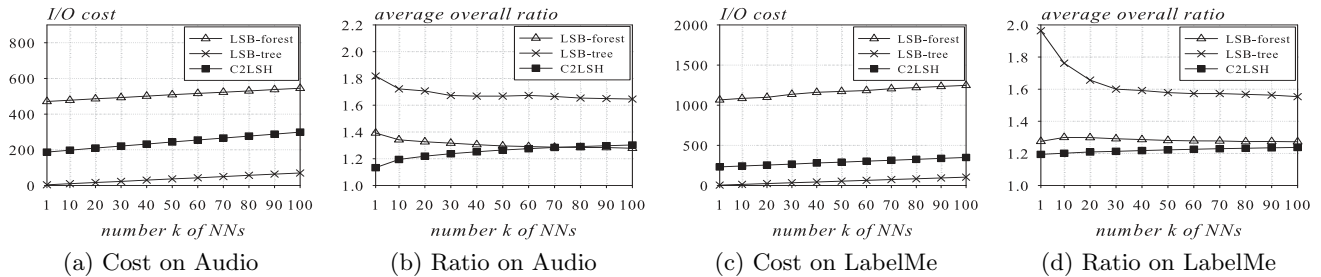 I/O cost
800
600
400
200
0
LSB-forest
LSB-tree
C2LSH
1 10 20 30 40 50 60 70 80 90 100
number k of NNs
(a) Cost on Audio
average overall ratio
2.2
2.0
1.8
1.6
1.4
1.2
1.0
LSB-forest
LSB-tree
C2LSH
1 10 20 30 40 50 60 70 80 90 100
number k of NNs
(b) Ratio on Audio
I/O cost
2000
1500
1000
500
0
LSB-forest
LSB-tree
C2LSH
1 10 20 30 40 50 60 70 80 90 100
number k of NNs
(c) Cost on LabelMe
average overall ratio
2.0
1.8
1.6
1.4
1.2
1.0
LSB-forest
LSB-tree
C2LSH
1 10 20 30 40 50 60 70 80 90 100
number k of NNs
(d) Ratio on LabelMe